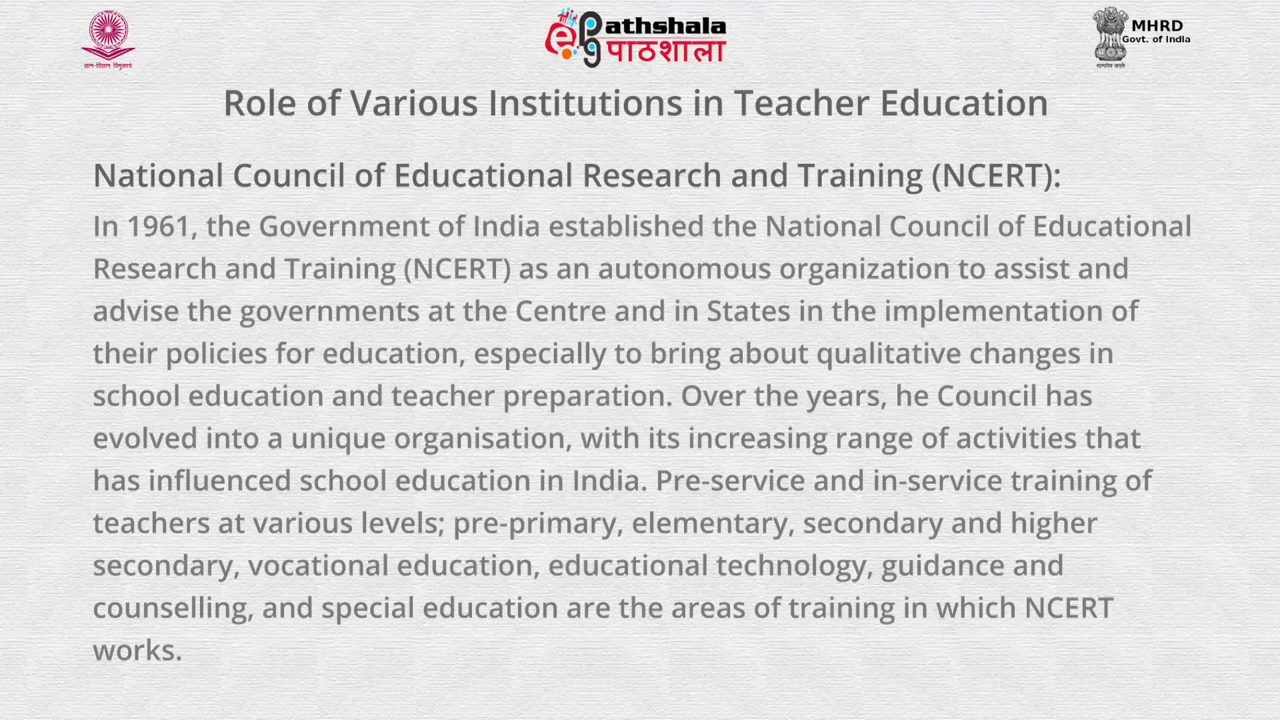 ज्ञान-विज्ञान विमुक्तये
ePG Pathshala
पाठशाला
MHRD
Govt. of India
सत्यमेव जयते
Role of Various Institutions in Teacher Education
National Council of Educational Research and Training (NCERT):
In 1961, the Government of India established the National Council of Educational
Research and Training (NCERT) as an autonomous organization to assist and
advise the governments at the Centre and in States in the implementation of
their policies for education, especially to bring about qualitative changes in
school education and teacher preparation. Over the years, he Council has
evolved into a unique organisation, with its increasing range of activities that
has influenced school education in India. Pre-service and in-service training of
teachers at various levels; pre-primary, elementary, secondary and higher
secondary, vocational education, educational technology, guidance and
counselling, and special education are the areas of training in which NCERT
works.